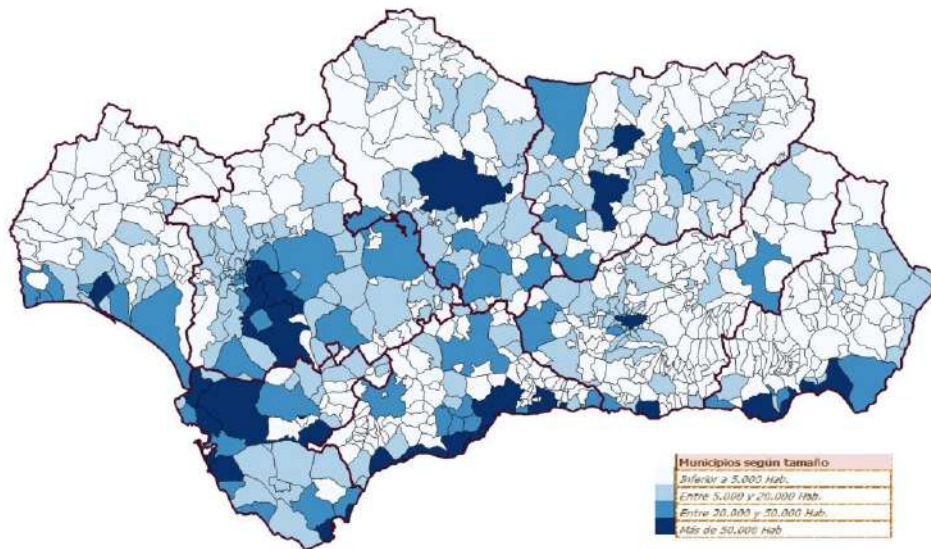 Municipios según tamaño
Inferior a 5.000 Hab.
Entre 5.000 y 20.000 Hab.
Entre 20.000 y 50.000 Hab.
Más de 50.000 Hab